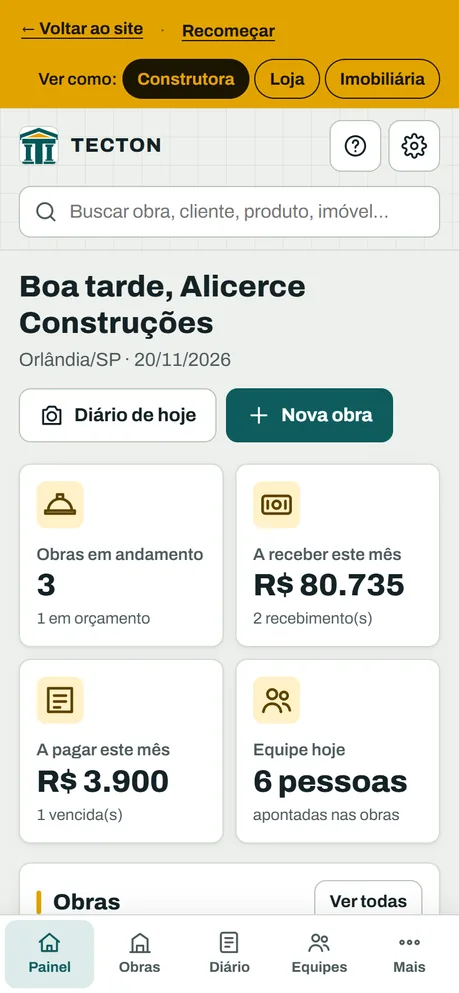 ← Voltar ao site · Recomeçar
Ver como: Construtora Loja Imobiliária
TECTON
Buscar obra, cliente, produto, imóvel...
Boa tarde, Alicerce
Construções
Orlândia/SP · 20/11/2026
Diário de hoje
Nova obra
Obras em andamento
3
1 em orçamento
A receber este mês
R$ 80.735
2 recebimento(s)
A pagar este mês
R$ 3.900
1 vencida(s)
Equipe hoje
6 pessoas
apontadas nas obras
Obras
Ver todas
Painel
Obras
Diário
Equipes
Mais